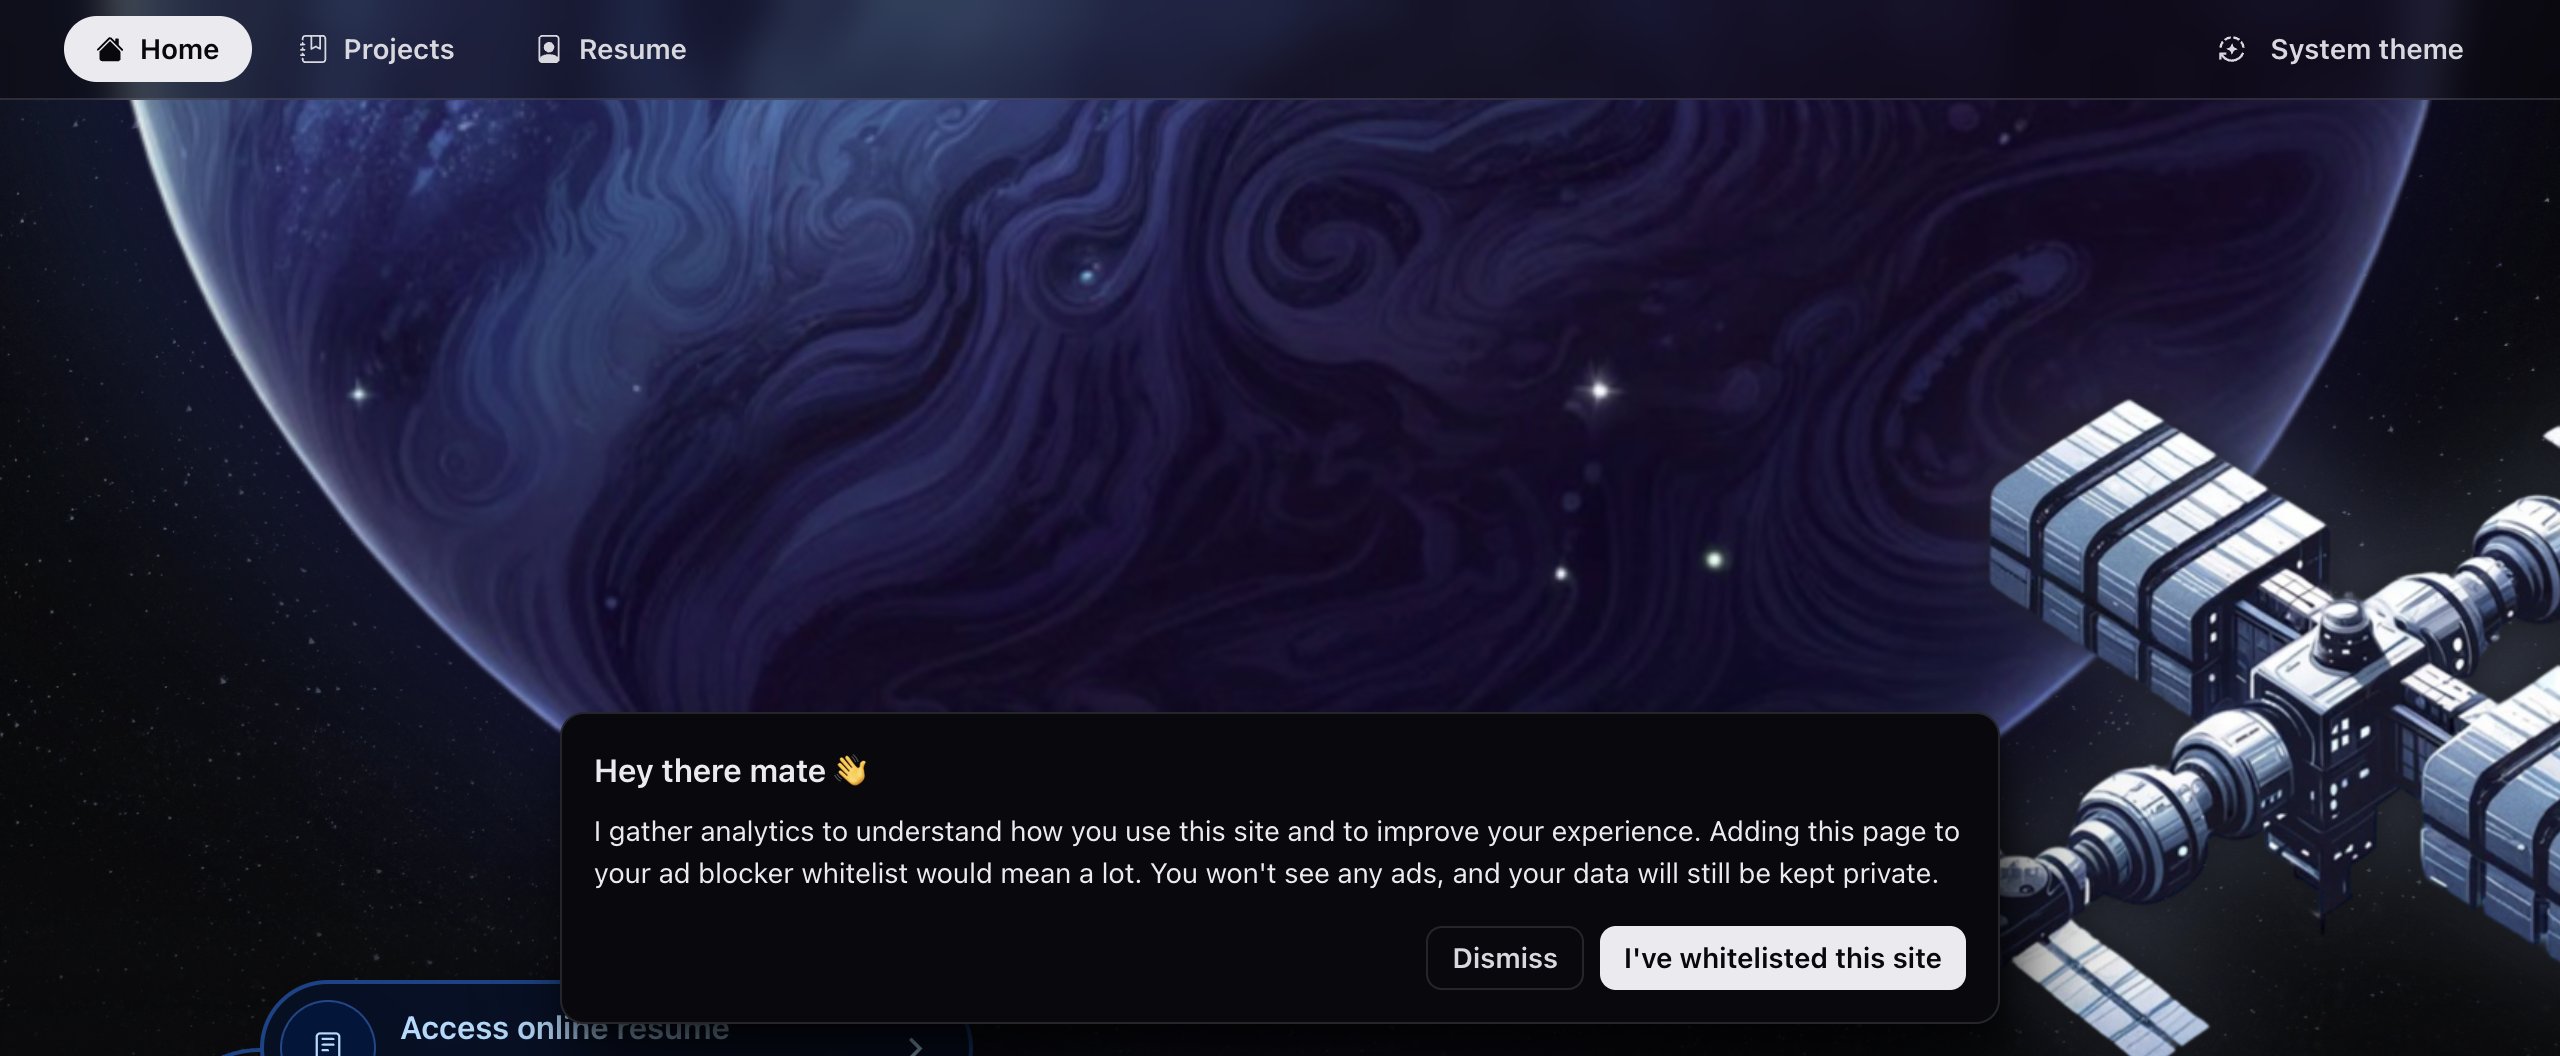 Home
Projects
Resume
System theme
Hey there mate 👋
I gather analytics to understand how you use this site and to improve your experience. Adding this page to
your ad blocker whitelist would mean a lot. You won't see any ads, and your data will still be kept private.
Dismiss
I've whitelisted this site
Access online resume